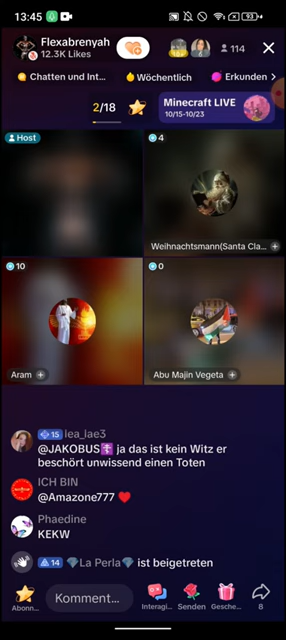 13:45
93
Flexabrenyah
12.3K Likes
114
Chatten und Int...
Wöchentlich
Erkunden
2/18
Minecraft LIVE
10/15-10/23
Host
4
Weihnachtsmann(Santa Cla...
10
0
Aram
Abu Majin Vegeta
15 lea_iae3
@JAKOBUS✝️ ja das ist kein Witz er
beschört unwissend einen Toten
ICH BIN
@Amazone777 ❤️
Phaedine
KEKW
14 💎La Perla💎 ist beigetreten
Abonn...
Komment...
Interagi...
Senden
Gesche...
8